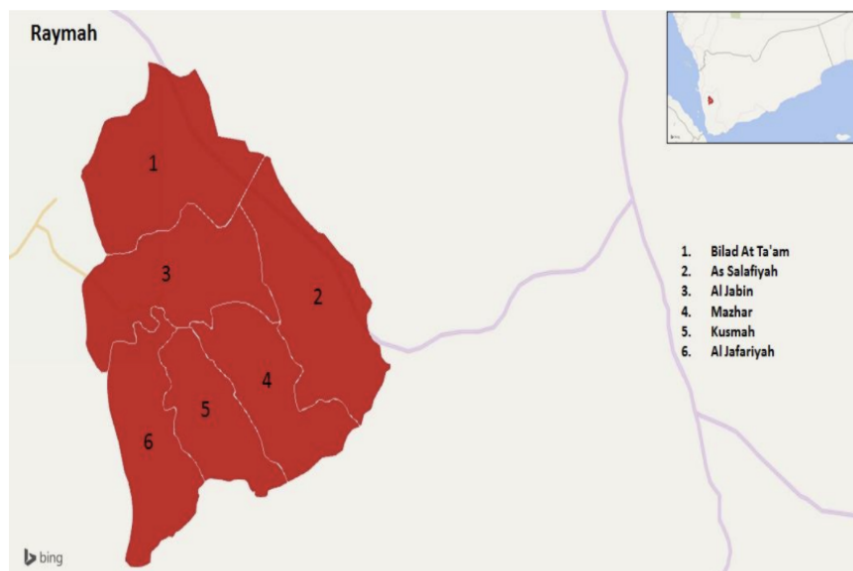 Raymah
1
3
2
4
5
6
1. Bilad At Ta'am
2. As Salafiyah
3. Al Jabin
4. Mazhar
5. Kusmah
6. Al Jafariyah
bing